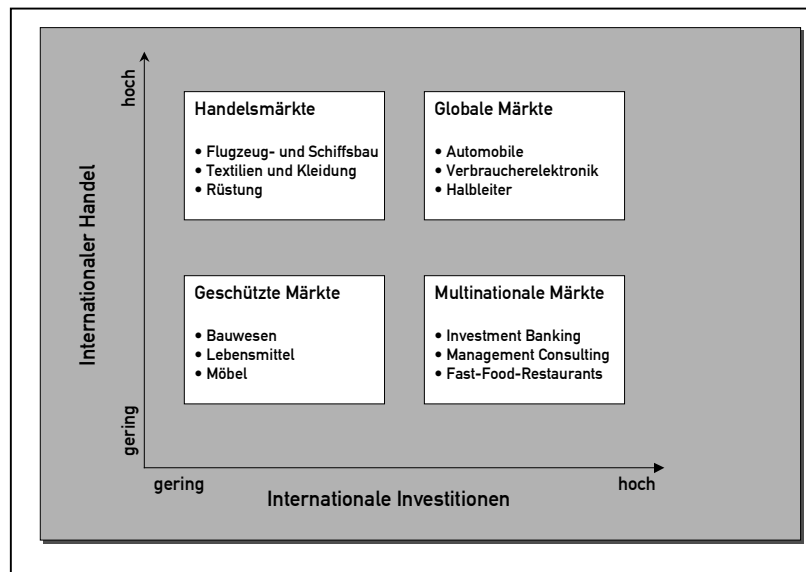 hoch
Internationaler Handel
gering
Handelsmärkte
• Flugzeug- und Schiffsbau
• Textilien und Kleidung
• Rüstung
Globale Märkte
• Automobile
• Verbraucherelektronik
• Halbleiter
Geschützte Märkte
• Bauwesen
• Lebensmittel
• Möbel
Multinationale Märkte
• Investment Banking
• Management Consulting
• Fast-Food-Restaurants
gering
Internationale Investitionen
hoch